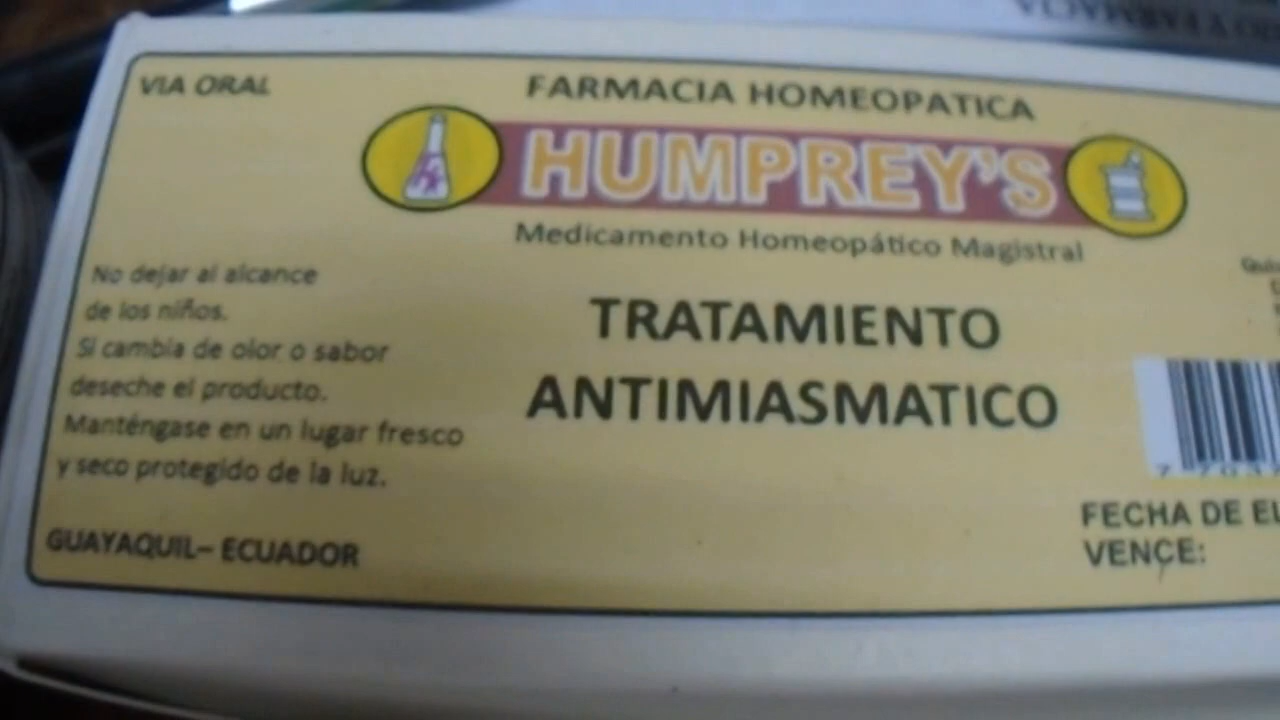 VIA ORAL
FARMACIA HOMEOPATICA
HUMPREY'S
Medicamento Homeopático Magistral
TRATAMIENTO
ANTIMIASMATICO
No dejar al alcance
de los niños.
Si cambia de olor o sabor
deseche el producto.
Manténgase en un lugar fresco
y seco protegido de la luz.
GUAYAQUIL– ECUADOR
FECHA DE EL
VENCE: